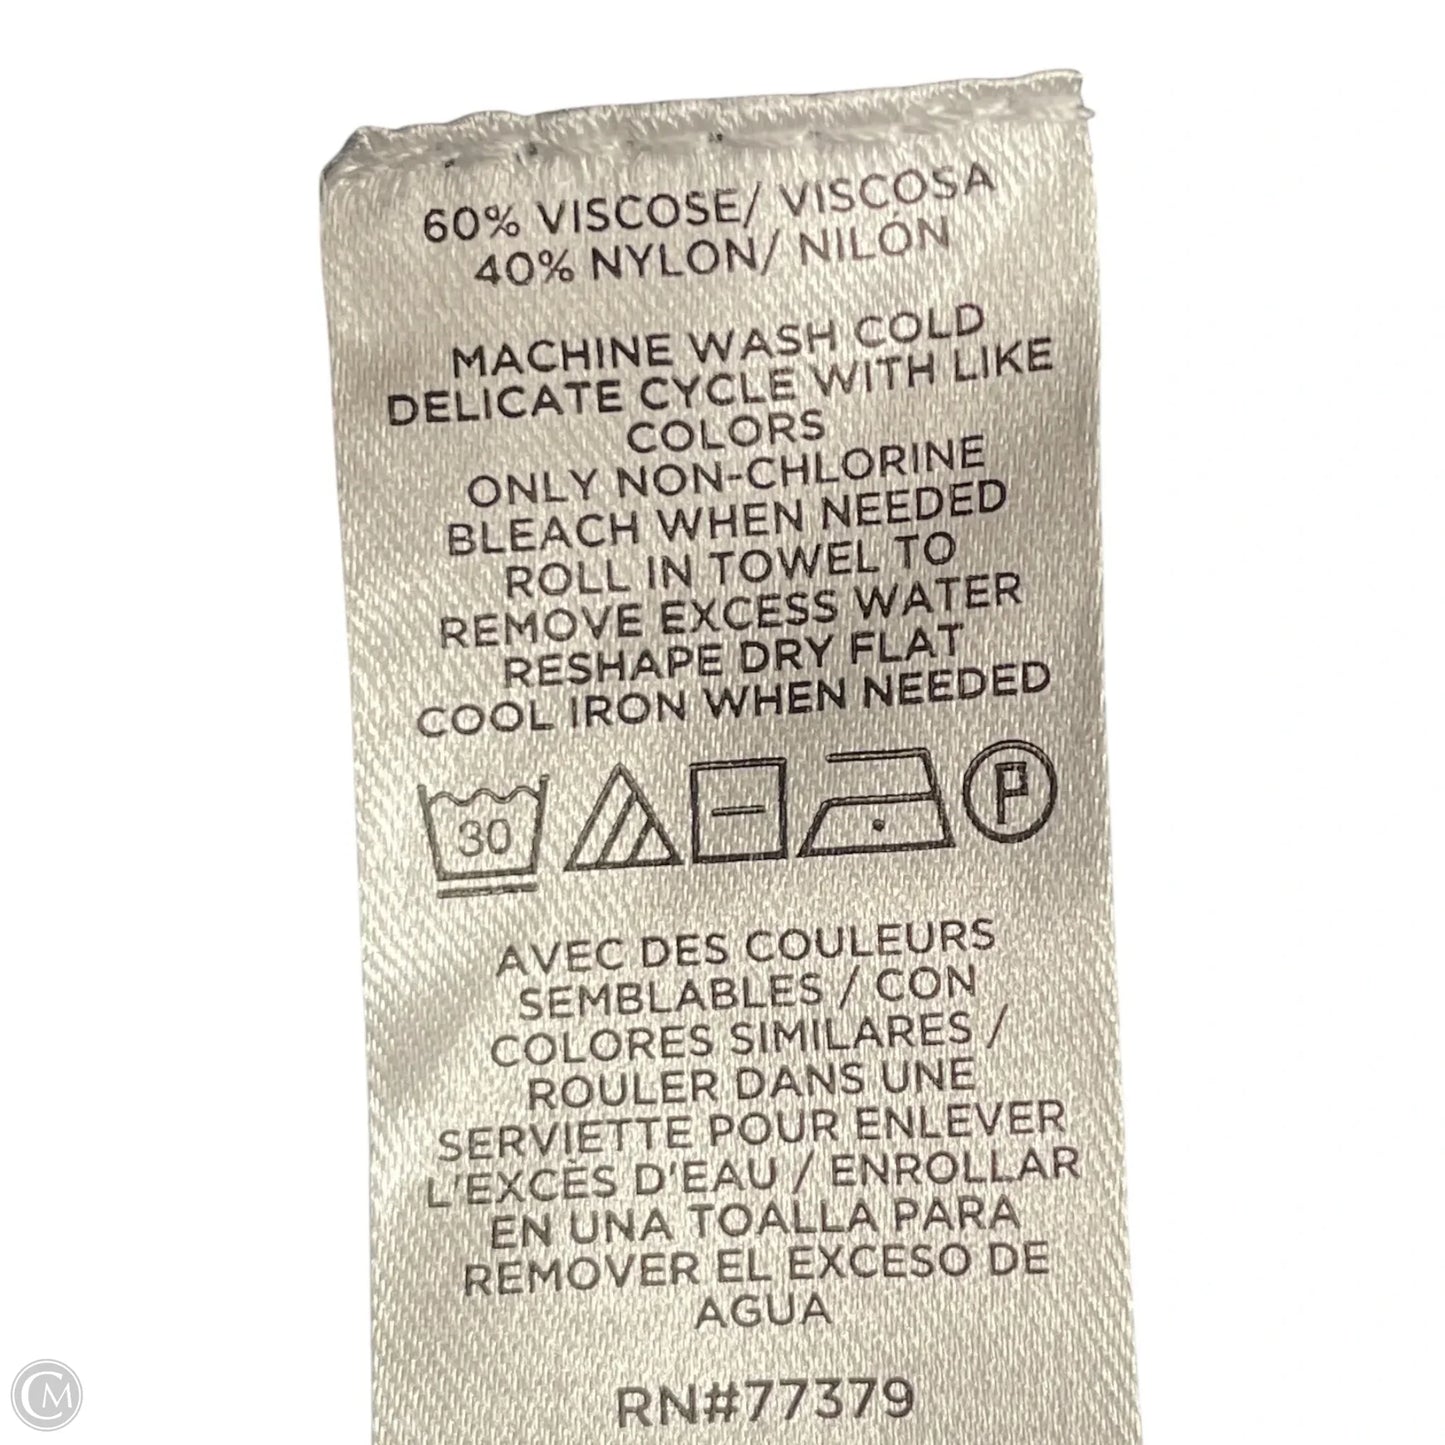 60% VISCOSE/ VISCOSA
40% NYLON/ NILÓN
MACHINE WASH COLD
DELICATE CYCLE WITH LIKE
COLORS
ONLY NON-CHLORINE
BLEACH WHEN NEEDED
ROLL IN TOWEL TO
REMOVE EXCESS WATER
RESHAPE DRY FLAT
COOL IRON WHEN NEEDED
30 P
AVEC DES COULEURS
SEMBLABLES / CON
COLORES SIMILARES /
ROULER DANS UNE
SERVIETTE POUR ENLEVER
L'EXCÈS D'EAU / ENROLLAR
EN UNA TOALLA PARA
REMOVER EL EXCESO DE
AGUA
RN#77379
CM